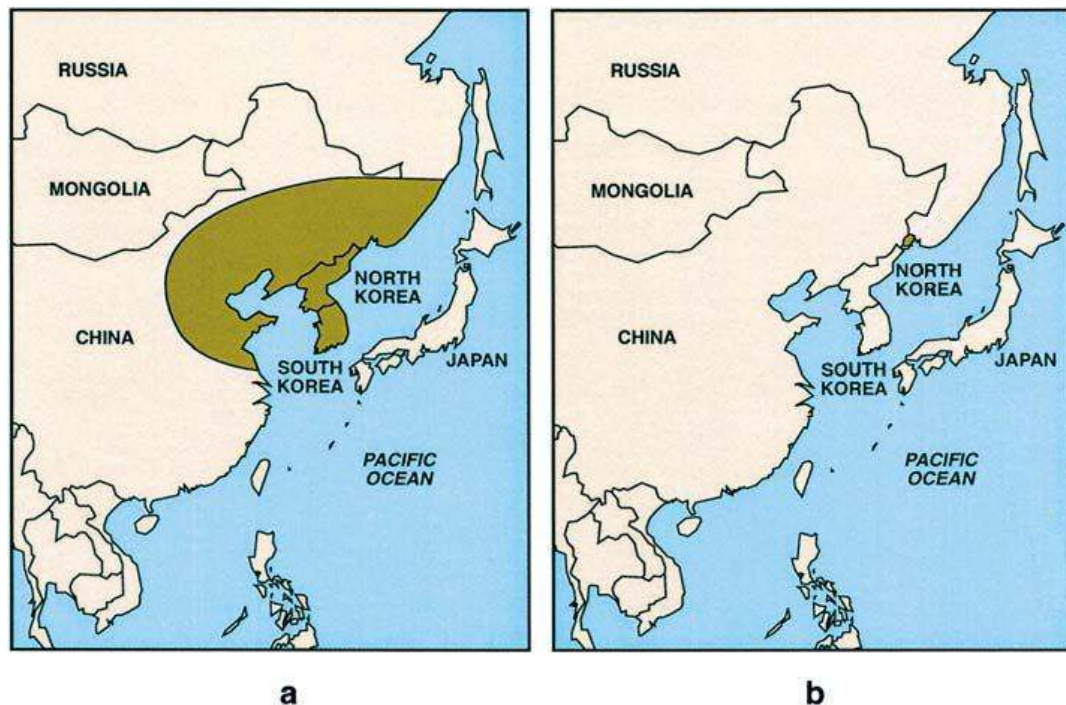 RUSSIA
MONGOLIA
CHINA
NORTH
KOREA
SOUTH
KOREA
JAPAN
PACIFIC
OCEAN
a
RUSSIA
MONGOLIA
CHINA
NORTH
KOREA
SOUTH
KOREA
JAPAN
PACIFIC
OCEAN
b